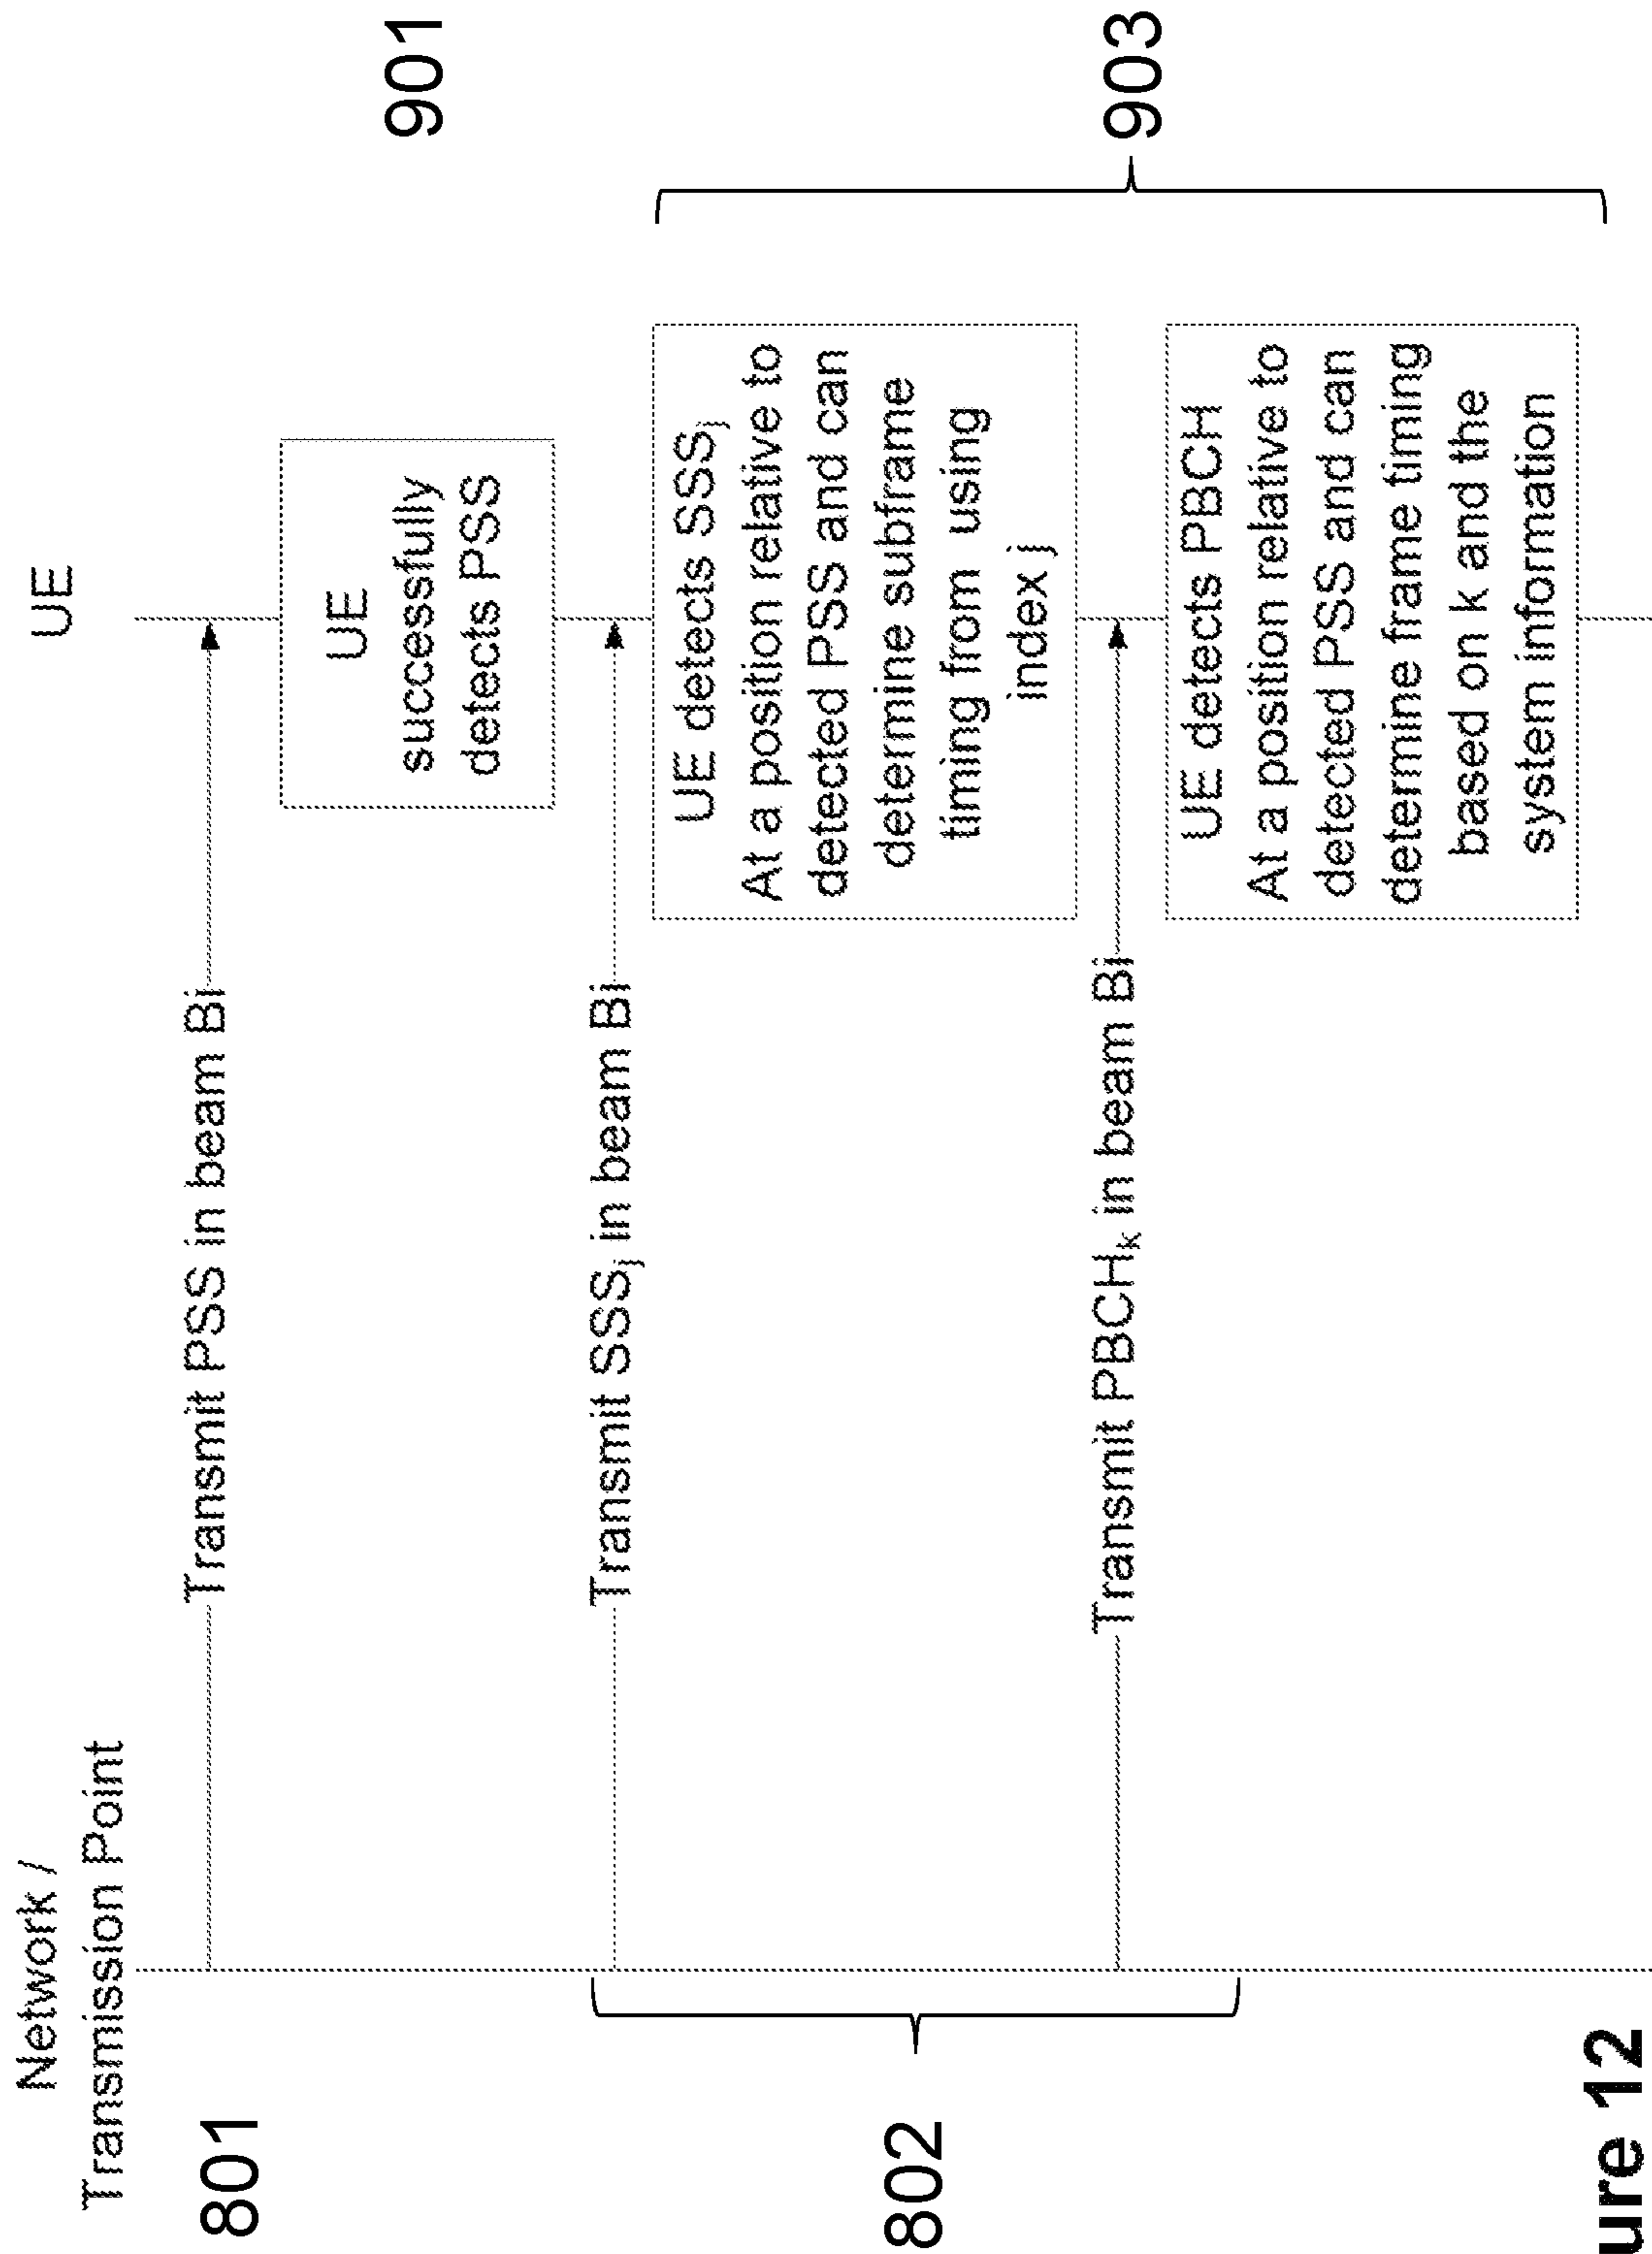 Network /
Transmission Point
UE
801
Transmit PSS in beam Bi
UE
successfully
detects PSS
901
Transmit SSSj in beam Bi
802
UE detects SSSj
At a position relative to
detected PSS and can
determine subframe
timing from using
index j
903
Transmit PBCHk in beam Bi
UE detects PBCH
At a position relative to
detected PSS and can
determine frame timing
based on k and the
system information
ure 12